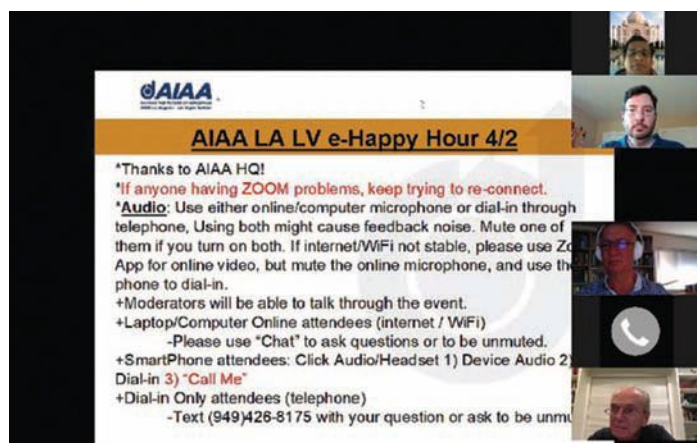 AIAA
AIAA LA LV e-Happy Hour 4/2
*Thanks to AIAA HQ!
*If anyone having ZOOM problems, keep trying to re-connect.
*Audio: Use either online/computer microphone or dial-in through
telephone, Using both might cause feedback noise. Mute one of
them if you turn on both. If internet/WiFi not stable, please use Zo
App for online video, but mute the online microphone, and use the
phone to dial-in.
+Moderators will be able to talk through the event.
+Laptop/Computer Online attendees (internet / WiFi)
-Please use "Chat" to ask questions or to be unmuted.
+SmartPhone attendees: Click Audio/Headset 1) Device Audio 2)
Dial-in 3) "Call Me"
+Dial-in Only attendees (telephone)
-Text (949)426-8175 with your question or ask to be unmu